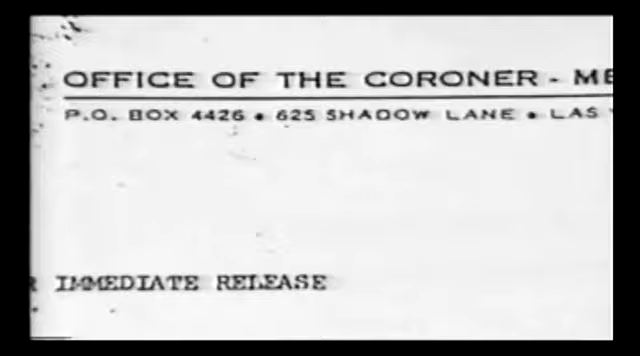 OFFICE OF THE CORONER - ME
P.O. BOX 4426 • 625 SHADOW LANE • LAS
IMMEDIATE RELEASE